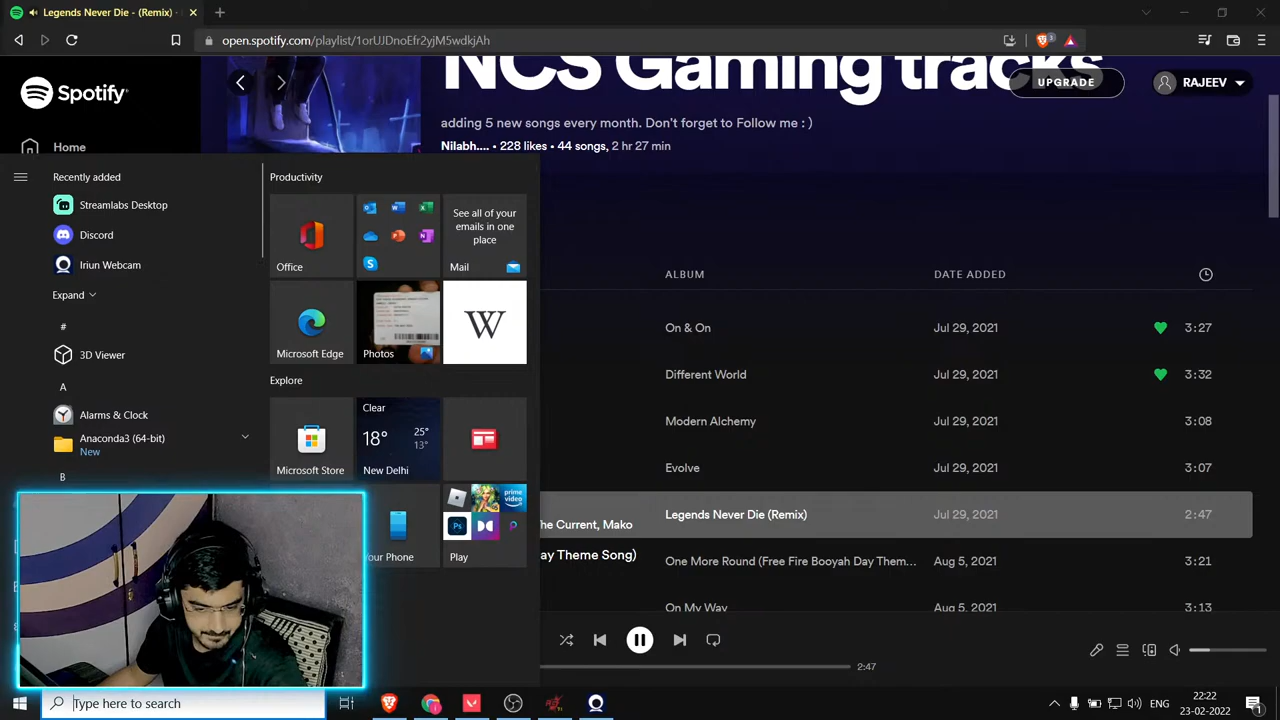 Legends Never Die - (Remix) ·
open.spotify.com/playlist/1orUJDnoEfr2yjM5wdkjAh
3
NCS Gaming tracks
Spotify
UPGRADE
RAJEEV
adding 5 new songs every month. Don't forget to Follow me : )
Nilabh.... • 228 likes • 44 songs, 2 hr 27 min
Home
Recently added
Streamlabs Desktop
Discord
Iriun Webcam
Expand
#
3D Viewer
A
Alarms & Clock
Anaconda3 (64-bit)
New
B
Productivity
Office
See all of your emails in one place
Mail
Microsoft Edge
Photos
W
Explore
Microsoft Store
Clear
18°
25°
13°
New Delhi
Your Phone
prime video
Ps
Play
ALBUM DATE ADDED
On & On Jul 29, 2021 3:27
Different World Jul 29, 2021 3:32
Modern Alchemy Jul 29, 2021 3:08
Evolve Jul 29, 2021 3:07
he Current, Mako Legends Never Die (Remix) Jul 29, 2021 2:47
ay Theme Song) One More Round (Free Fire Booyah Day Them... Aug 5, 2021 3:21
On My Way Aug 5, 2021 3:13
2:47
Type here to search
ENG
22:22
23-02-2022
1